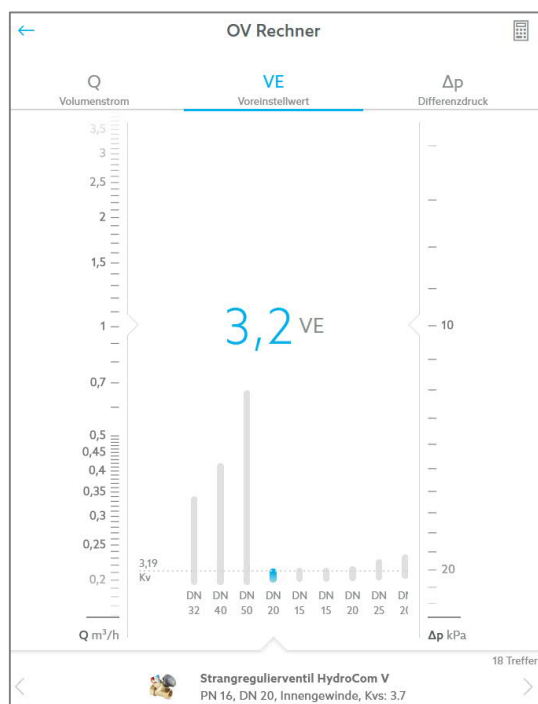 OV Rechner
Q
Volumenstrom
VE
Voreinstellwert
Δp
Differenzdruck
3,5
3
2,5
2
1,5
1
0,7
0,5
0,45
0,4
0,35
0,3
0,25
0,2
3,2 VE
10
20
3,19
Kv
DN DN DN DN DN DN DN DN DN
32 40 50 20 15 15 20 25 20
Q m³/h
Δp kPa
18 Treffer
Strangregulierventil HydroCom V
PN 16, DN 20, Innengewinde, Kvs: 3.7